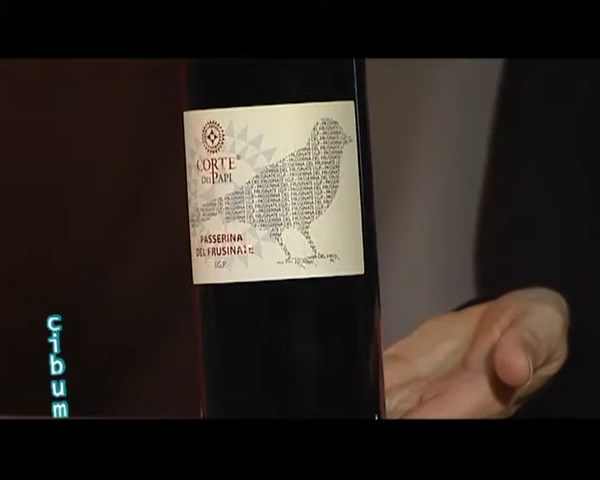 CORTE
DEI PAPI
PASSERINA
DEL FRUSINATE
I.G.P.
cibum